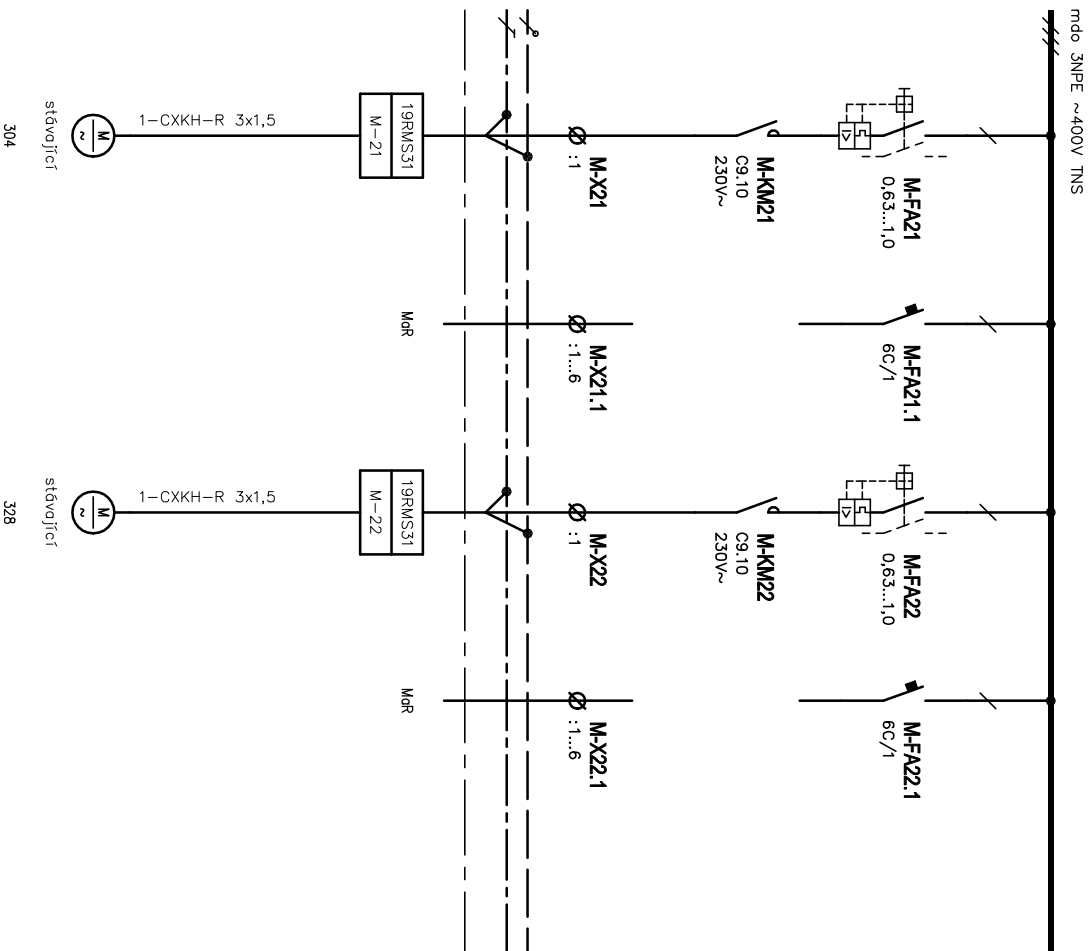 mdo 3NPE ~400V TNS
M-FA21
0,63...1,0
M-FA21.1
6C/1
M-FA22
0,63...1,0
M-FA22.1
6C/1
M-KM21
C9.10
230V~
M-KM22
C9.10
230V~
M-X21
:1
M-X21.1
:1...6
M-X22
:1
M-X22.1
:1...6
19RMS31
M-21
MaR
19RMS31
M-22
MaR
1-CXKH-R 3x1,5
1-CXKH-R 3x1,5
M
~
M
~
stávající
stávající
304
328